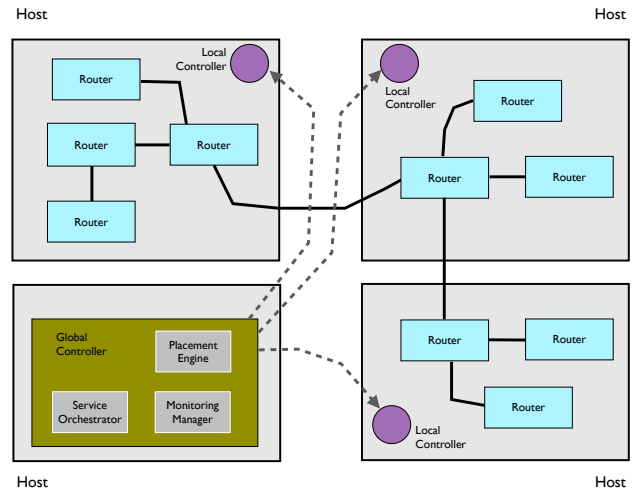 Host
Host
Local
Controller
Router
Router
Router
Router
Local
Controller
Router
Router
Router
Global
Controller
Placement
Engine
Service
Orchestrator
Monitoring
Manager
Router
Router
Router
Local
Controller
Host
Host